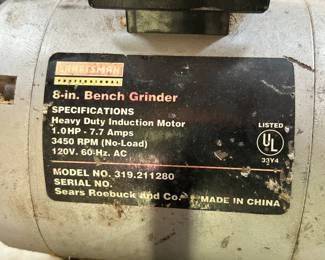 CRAFTSMAN
PROFESSIONAL
8-in. Bench Grinder
SPECIFICATIONS
Heavy Duty Induction Motor
1.0HP - 7.7 Amps
3450 RPM (No-Load)
120V. 60-Hz. AC
LISTED
UL
33Y4
MODEL NO. 319.211280
SERIAL NO.
Sears Roebuck and Co. MADE IN CHINA